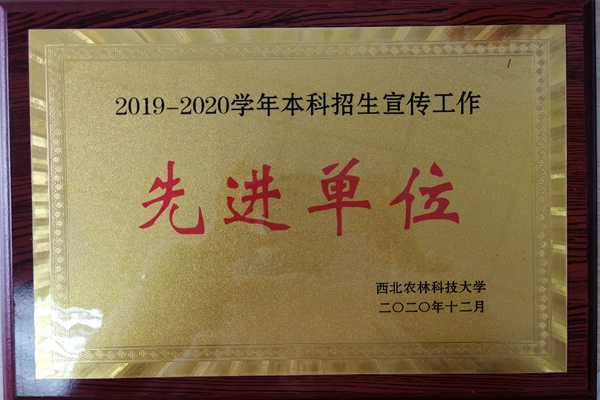 2019-2020学年本科招生宣传工作
先进单位
西北农林科技大学
二〇二〇年十二月